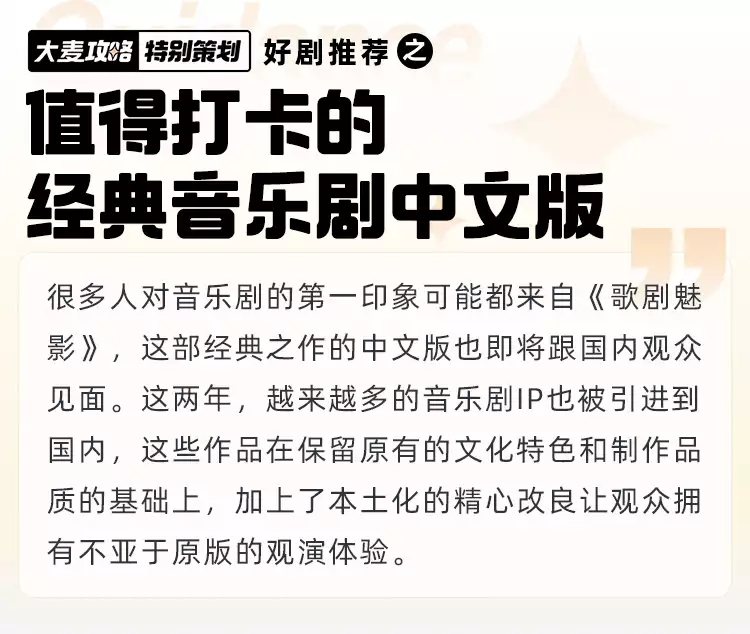 Guidance
大麦攻略 特别策划 好剧推荐之
值得打卡的
经典音乐剧中文版
很多人对音乐剧的第一印象可能都来自《歌剧魅
影》，这部经典之作的中文版也即将跟国内观众
见面。这两年，越来越多的音乐剧IP也被引进到
国内，这些作品在保留原有的文化特色和制作品
质的基础上，加上了本土化的精心改良让观众拥
有不亚于原版的观演体验。